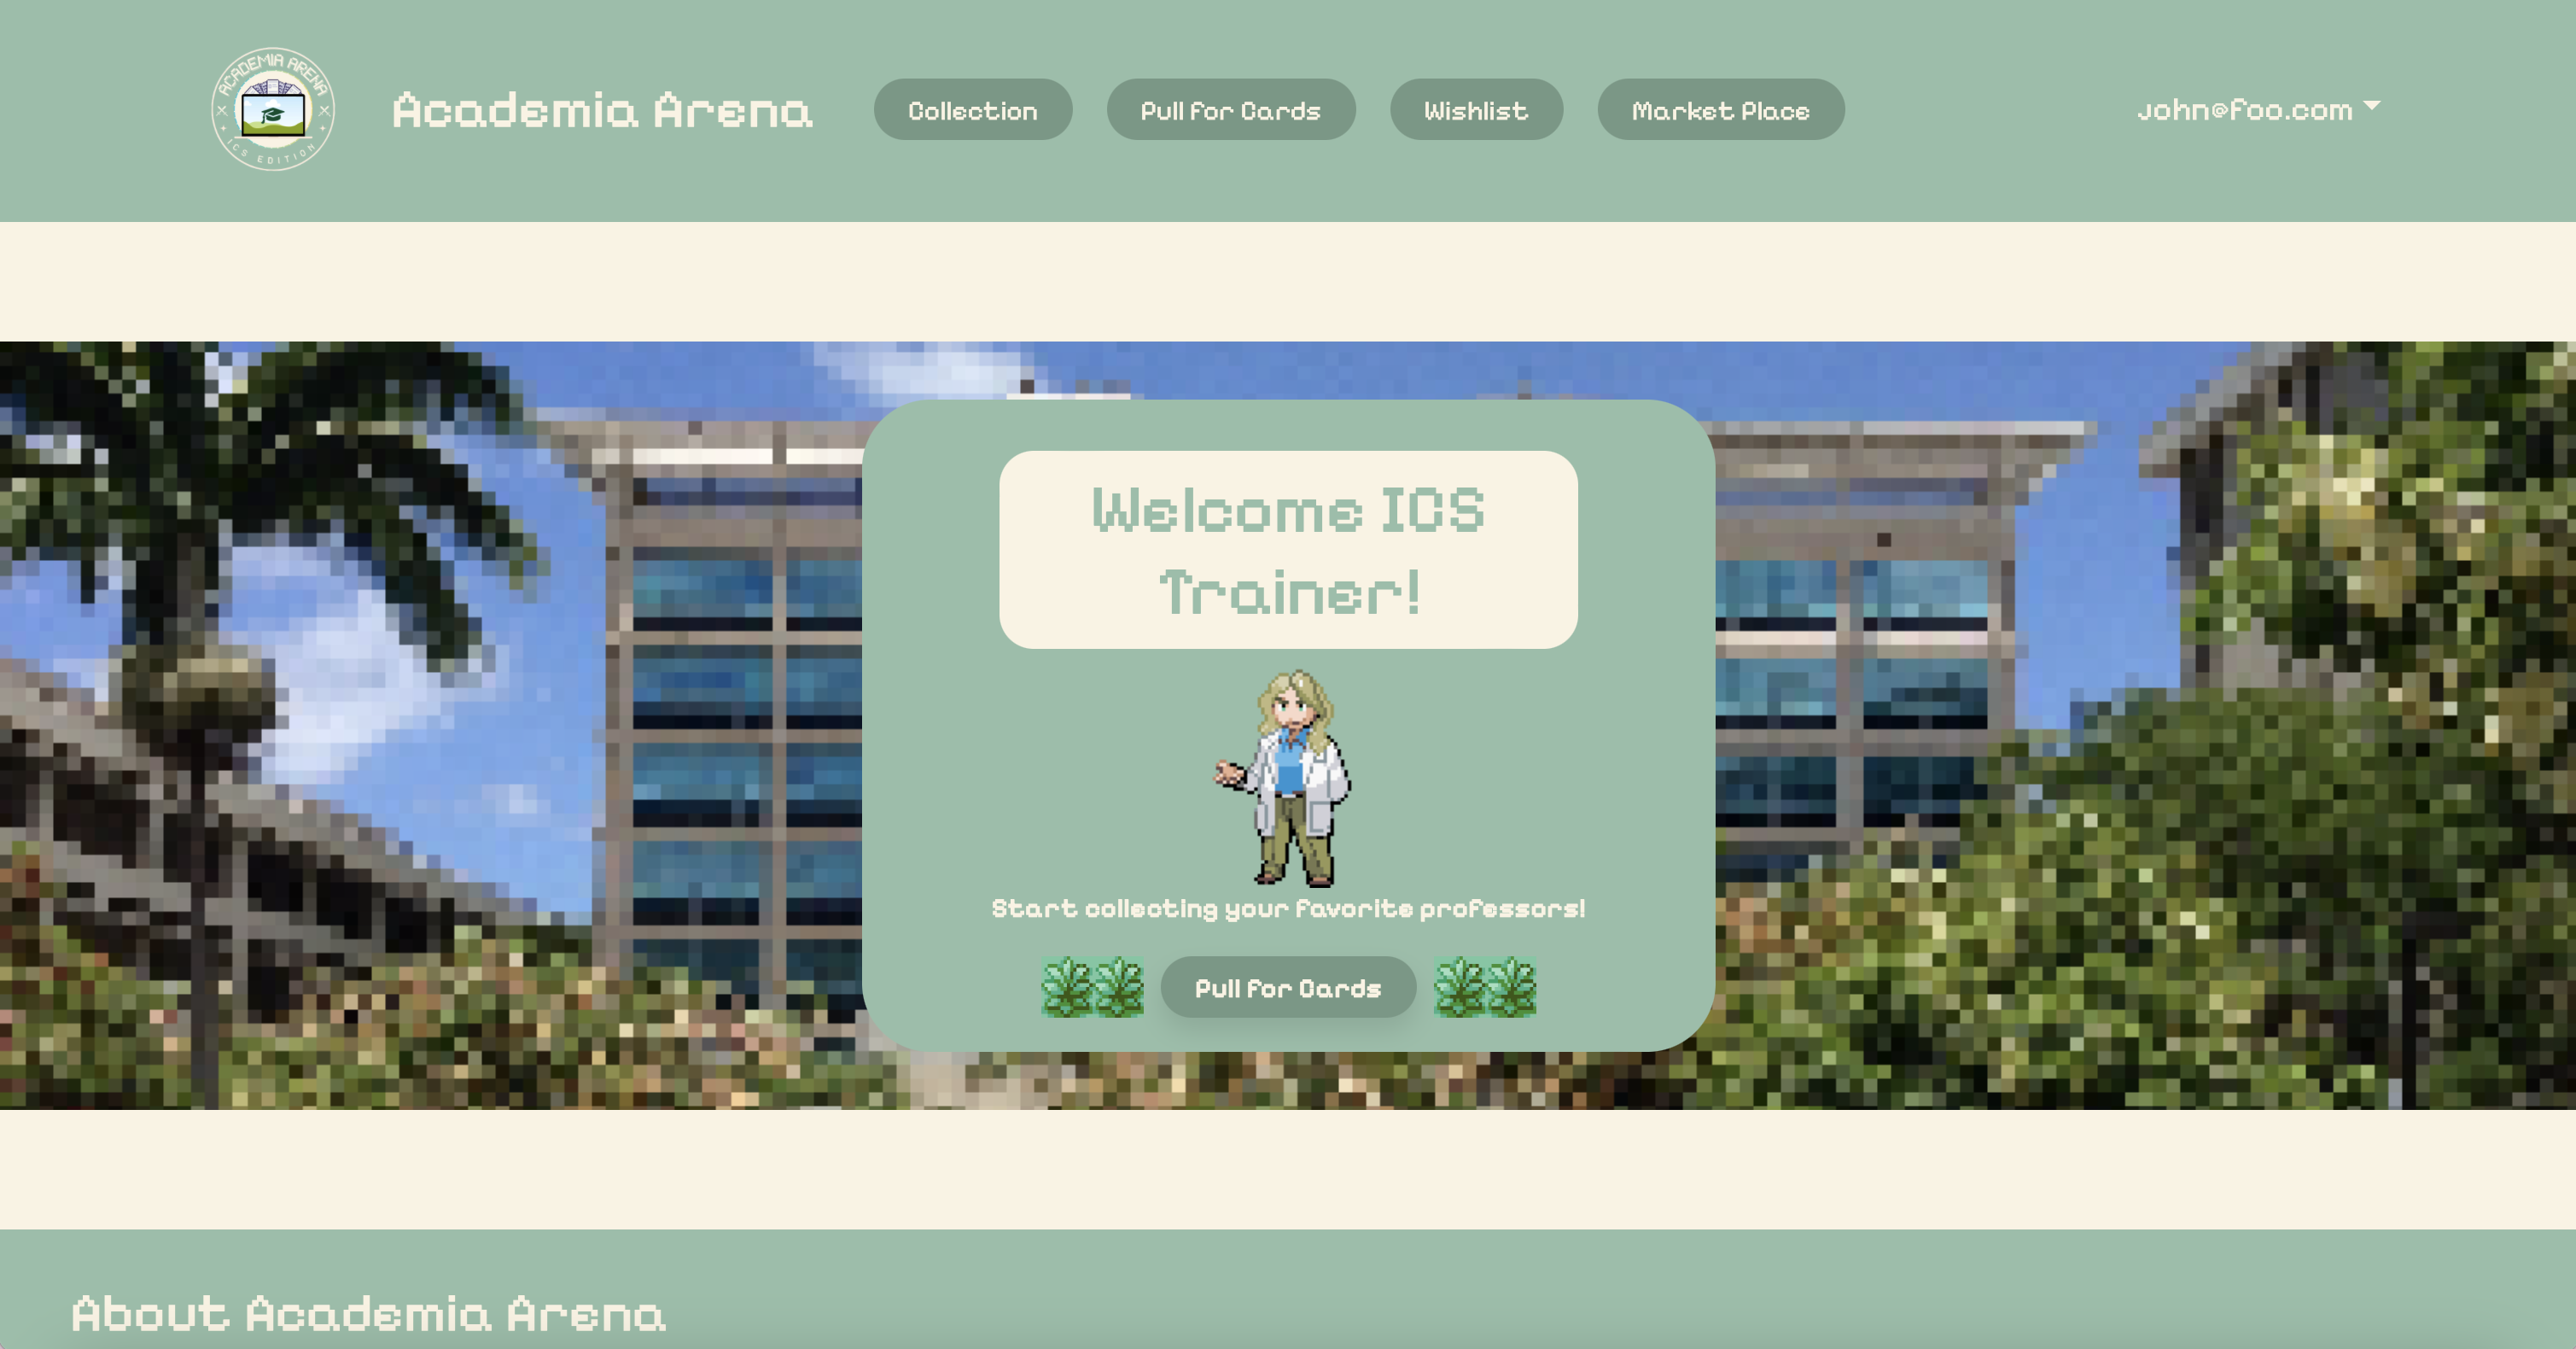 ACADEMIA ARENA
ICS EDITION
Academia Arena
Collection
Pull for Cards
Wishlist
Market Place
john@foo.com
Welcome ICS
Trainer!
Start collecting your favorite professors!
Pull for Cards
About Academia Arena